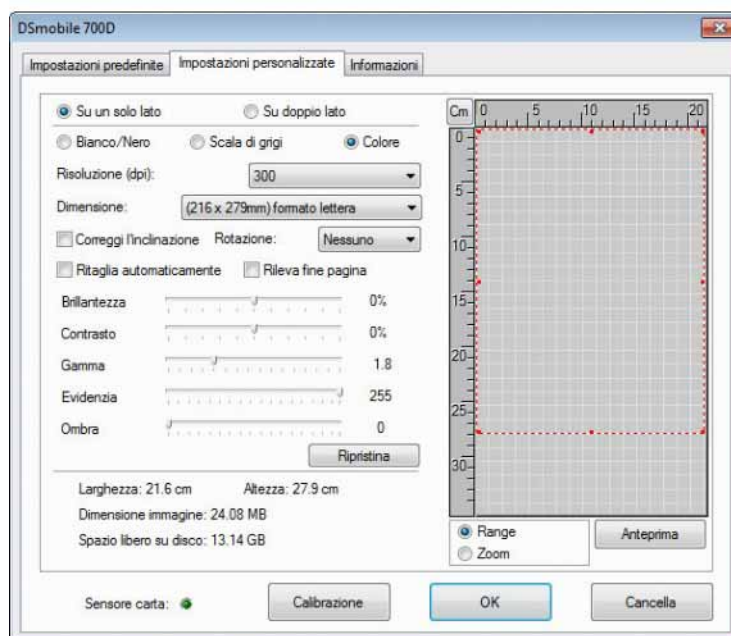 DSmobile 700D
Impostazioni predefinite Impostazioni personalizzate Informazioni
Su un solo lato Su doppio lato
Bianco/Nero Scala di grigi Colore
Risoluzione (dpi): 300
Dimensione: (216 x 279mm) formato lettera
Correggi l'inclinazione Rotazione: Nessuno
Ritaglia automaticamente Rileva fine pagina
Brillantezza 0%
Contrasto 0%
Gamma 1.8
Evidenzia 255
Ombra 0
Ripristina
Larghezza: 21.6 cm Altezza: 27.9 cm
Dimensione immagine: 24.08 MB
Spazio libero su disco: 13.14 GB
Cm 0 5 10 15 20
0
5
10
15
20
25
30
Range
Zoom
Anteprima
Sensore carta: Calibrazione OK Cancella